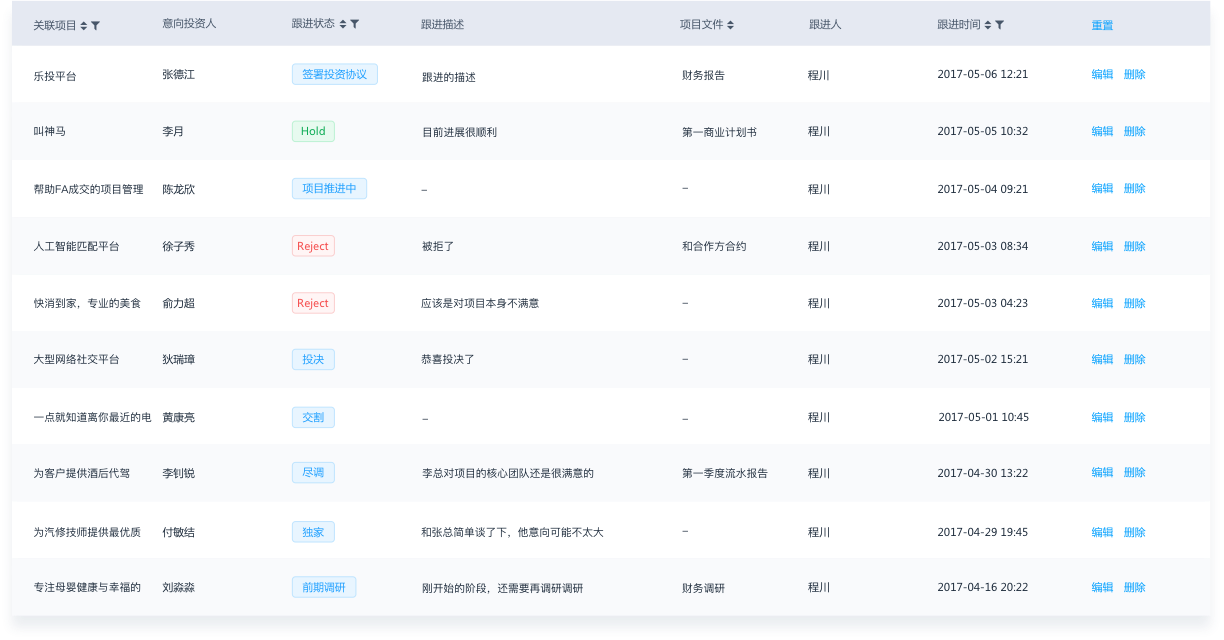 关联项目 意向投资人 跟进状态 跟进描述 项目文件 跟进人 跟进时间 重置
乐投平台 张德江 签署投资协议 跟进的描述 财务报告 程川 2017-05-06 12:21 编辑 删除
叫神马 李月 Hold 目前进展很顺利 第一商业计划书 程川 2017-05-05 10:32 编辑 删除
帮助FA成交的项目管理 陈龙欣 项目推进中 – – 程川 2017-05-04 09:21 编辑 删除
人工智能匹配平台 徐子秀 Reject 被拒了 和合作方合约 程川 2017-05-03 08:34 编辑 删除
快消到家，专业的美食 俞力超 Reject 应该是对项目本身不满意 – 程川 2017-05-03 04:23 编辑 删除
大型网络社交平台 狄瑞璋 投决 恭喜投决了 – 程川 2017-05-02 15:21 编辑 删除
一点就知道离你最近的电 黄康亮 交割 – – 程川 2017-05-01 10:45 编辑 删除
为客户提供酒后代驾 李钊锐 尽调 李总对项目的核心团队还是很满意的 第一季度流水报告 程川 2017-04-30 13:22 编辑 删除
为汽修技师提供最优质 付敏结 独家 和张总简单谈了下，他意向可能不太大 – 程川 2017-04-29 19:45 编辑 删除
专注母婴健康与幸福的 刘淼淼 前期调研 刚开始的阶段，还需要再调研调研 财务调研 程川 2017-04-16 20:22 编辑 删除